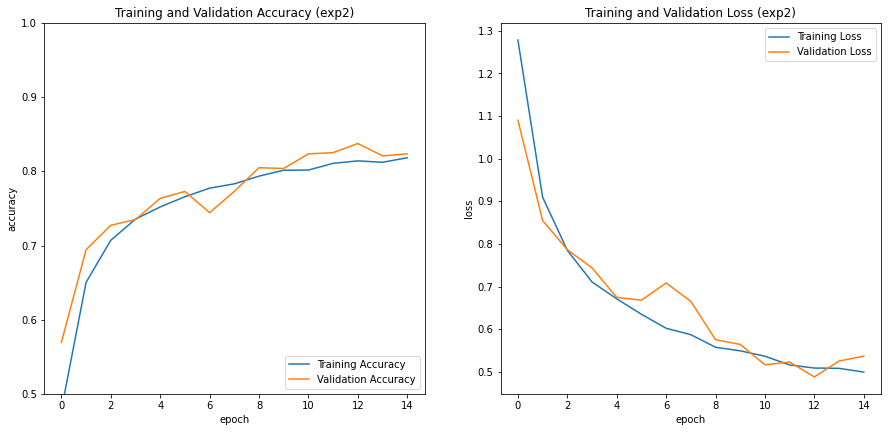 Training and Validation Accuracy (exp2)
1.0
0.9
0.8
0.7
0.6
0.5
accuracy
0 2 4 6 8 10 12 14
epoch
Training Accuracy
Validation Accuracy
Training and Validation Loss (exp2)
1.3
1.2
1.1
1.0
0.9
0.8
0.7
0.6
0.5
loss
0 2 4 6 8 10 12 14
epoch
Training Loss
Validation Loss